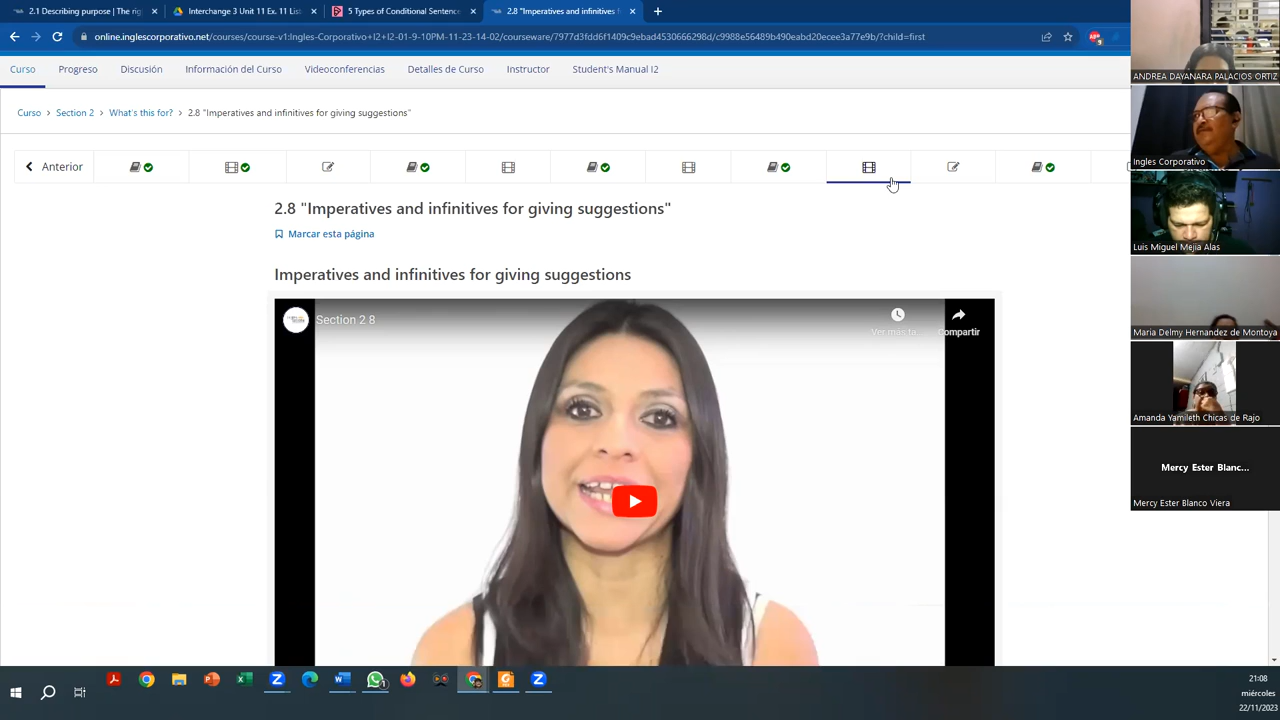 2.1 Describing purpose | The rig
Interchange 3 Unit 11 Ex. 11 List
5 Types of Conditional Sentence
2.8 "Imperatives and infinitives f
online.inglescorporativo.net/courses/course-v1:Ingles-Corporativo+I2+I2-01-9-10PM-11-23-14-02/courseware/797f7d3fdd6f1409c9ebad4530666298d/c9988e56489b490eabd20ecee3a77e9b/?child=first
Curso
Progreso
Discusión
Información del Curso
Videoconferencias
Detalles de Curso
Student's Manual I2
Curso > Section 2 > What's this for? > 2.8 "Imperatives and infinitives for giving suggestions"
Anterior
2.8 "Imperatives and infinitives for giving suggestions"
Marcar esta página
Imperatives and infinitives for giving suggestions
Section 2 8
Ver más ta...
Compartir
ANDREA DAYANARA PALACIOS ORTIZ
Ingles Corporativo
Luis Miguel Mejia Alas
Maria Delmy Hernandez de Montoya
Amanda Yamileth Chicas de Rajo
Mercy Ester Blanc...
Mercy Ester Blanco Viera
21:08
miércoles
22/11/2023